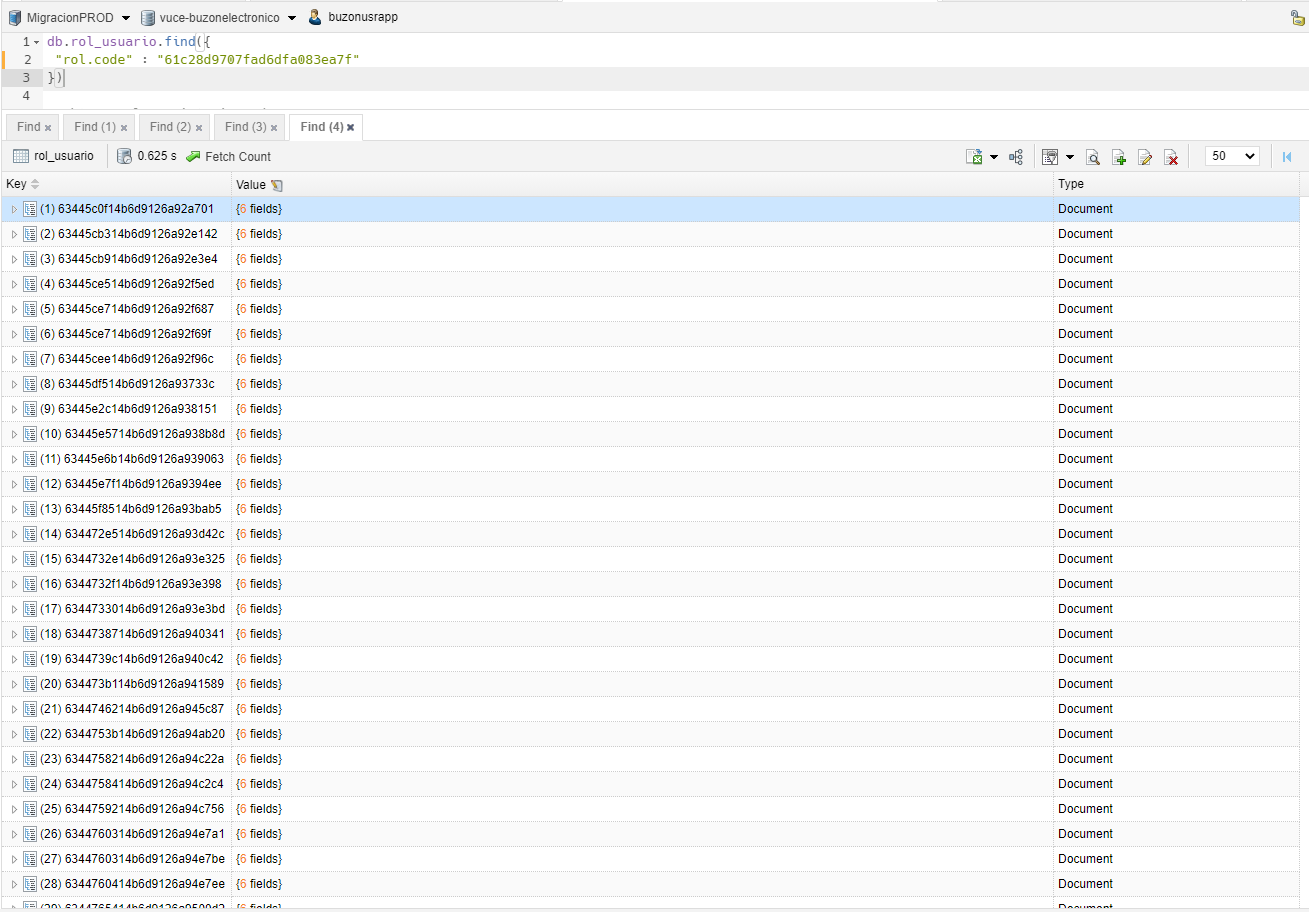 MigracionPROD vuce-buzonelectronico buzonusrapp
1 db.rol_usuario.find({
2 "rol.code" : "61c28d9707fad6dfa083ea7f"
3 })
4
Find × Find (1) × Find (2) × Find (3) × Find (4) ×
rol_usuario 0.625 s Fetch Count 50
Key Value Type
(1) 63445c0f14b6d9126a92a701 {6 fields} Document
(2) 63445cb314b6d9126a92e142 {6 fields} Document
(3) 63445cb914b6d9126a92e3e4 {6 fields} Document
(4) 63445ce514b6d9126a92f5ed {6 fields} Document
(5) 63445ce714b6d9126a92f687 {6 fields} Document
(6) 63445ce714b6d9126a92f69f {6 fields} Document
(7) 63445cee14b6d9126a92f96c {6 fields} Document
(8) 63445df514b6d9126a93733c {6 fields} Document
(9) 63445e2c14b6d9126a938151 {6 fields} Document
(10) 63445e5714b6d9126a938b8d {6 fields} Document
(11) 63445e6b14b6d9126a939063 {6 fields} Document
(12) 63445e7f14b6d9126a9394ee {6 fields} Document
(13) 63445f8514b6d9126a93bab5 {6 fields} Document
(14) 634472e514b6d9126a93d42c {6 fields} Document
(15) 6344732e14b6d9126a93e325 {6 fields} Document
(16) 6344732f14b6d9126a93e398 {6 fields} Document
(17) 6344733014b6d9126a93e3bd {6 fields} Document
(18) 6344738714b6d9126a940341 {6 fields} Document
(19) 6344739c14b6d9126a940c42 {6 fields} Document
(20) 634473b114b6d9126a941589 {6 fields} Document
(21) 6344746214b6d9126a945c87 {6 fields} Document
(22) 6344753b14b6d9126a94ab20 {6 fields} Document
(23) 6344758214b6d9126a94c22a {6 fields} Document
(24) 6344758414b6d9126a94c2c4 {6 fields} Document
(25) 6344759214b6d9126a94c756 {6 fields} Document
(26) 6344760314b6d9126a94e7a1 {6 fields} Document
(27) 6344760314b6d9126a94e7be {6 fields} Document
(28) 6344760414b6d9126a94e7ee {6 fields} Document